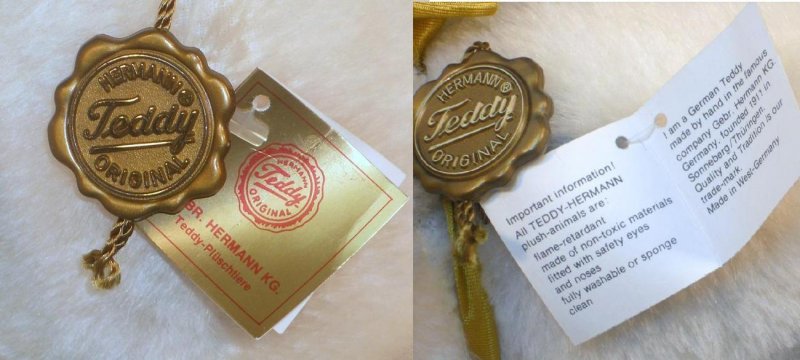 HERMANN®
Teddy
ORIGINAL
HERMANN
Teddy
ORIGINAL
BR. HERMANN KG.
Teddy-Plüschtiere
HERMANN®
Teddy
ORIGINAL
Important information!
All TEDDY-HERMANN
plush-animals are:
flame-retardant
made of non-toxic materials
fitted with safety eyes
and noses
fully washable or sponge
clean
I am a German Teddy
made by hand in the famous
company Gebr. Hermann KG.
Germany, founded 1911 in
Sonneberg/Thüringen.
Quality and Tradition is our
trade-mark.
Made in West-Germany